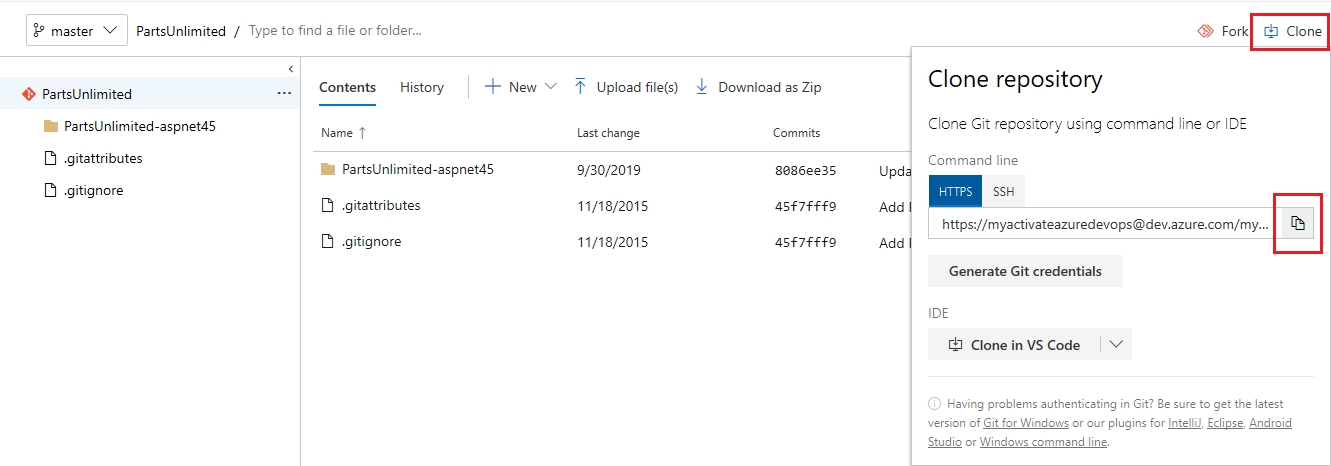 master PartsUnlimited / Type to find a file or folder... Fork Clone
PartsUnlimited ...
PartsUnlimited-aspnet45
.gitattributes
.gitignore
Contents History New Upload file(s) Download as Zip
Name ↑ Last change Commits
PartsUnlimited-aspnet45 9/30/2019 8086ee35 Upda
.gitattributes 11/18/2015 45f7fff9 Add
.gitignore 11/18/2015 45f7fff9 Add
Clone repository
Clone Git repository using command line or IDE
Command line
HTTPS SSH
https://myactivateazuredevops@dev.azure.com/my...
Generate Git credentials
IDE
Clone in VS Code
Having problems authenticating in Git? Be sure to get the latest
version of Git for Windows or our plugins for IntelliJ, Eclipse, Android
Studio or Windows command line.